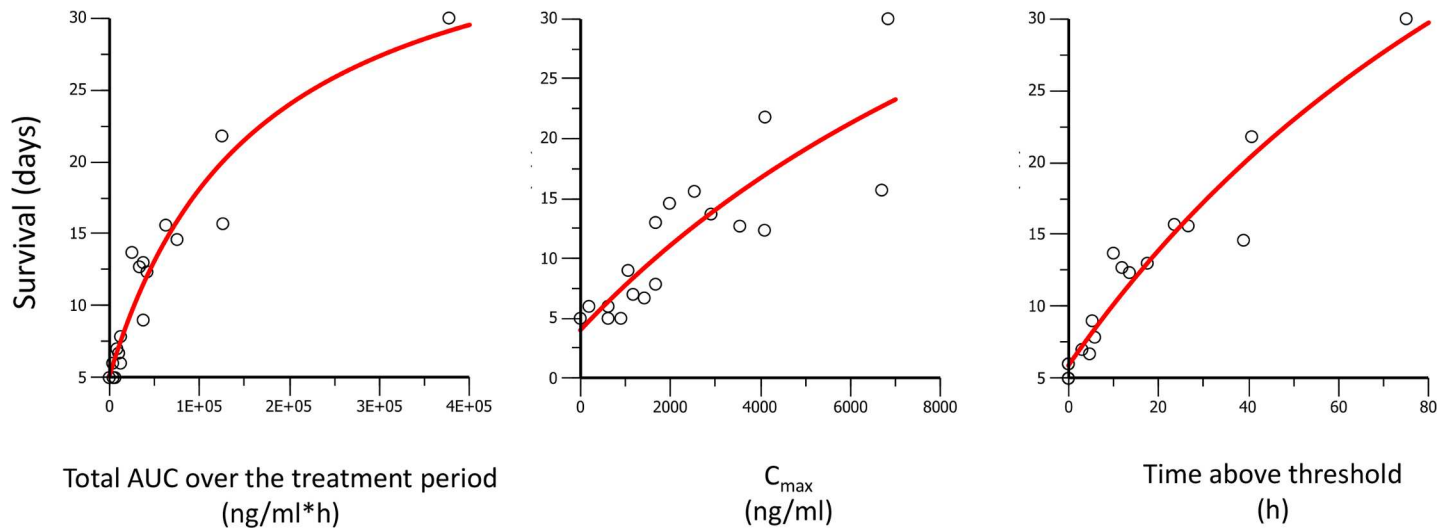 Survival (days)
30
25
20
15
10
5
0
1E+05
2E+05
3E+05
4E+05
Total AUC over the treatment period
(ng/ml*h)
30
25
20
15
10
5
0
0
2000
4000
6000
8000
Cmax
(ng/ml)
30
25
20
15
10
5
0
20
40
60
80
Time above threshold
(h)